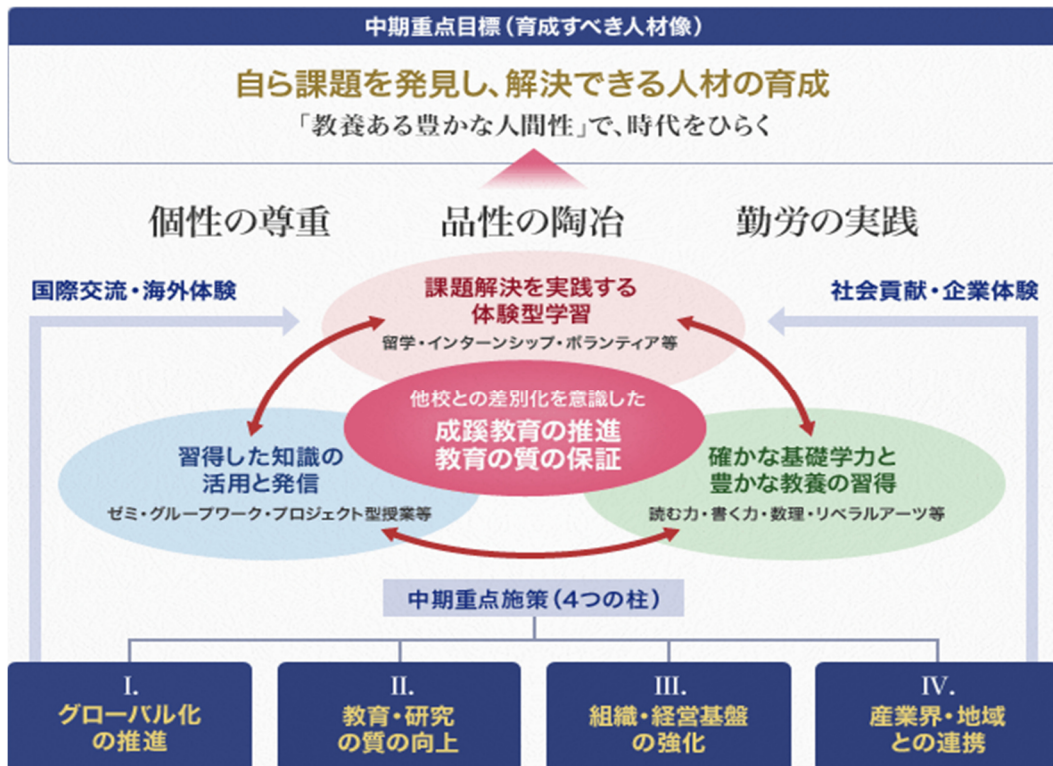 中期重点目標(育成すべき人材像)
自ら課題を発見し、解決できる人材の育成
「教養ある豊かな人間性」で、時代をひらく
個性の尊重
品性の陶冶
勤労の実践
国際交流・海外体験
課題解決を実践する
体験型学習
留学・インターンシップ・ボランティア等
社会貢献・企業体験
他校との差別化を意識した
成蹊教育の推進
教育の質の保証
習得した知識の
活用と発信
ゼミ・グループワーク・プロジェクト型授業等
確かな基礎学力と
豊かな教養の習得
読む力・書く力・数理・リベラルアーツ等
中期重点施策(4つの柱)
I.
グローバル化
の推進
II.
教育・研究
の質の向上
III.
組織・経営基盤
の強化
IV.
産業界・地域
との連携